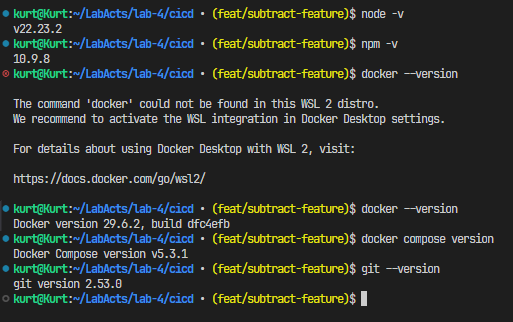 kurt@Kurt:~/LabActs/lab-4/cicd • (feat/subtract-feature)$ node -v
v22.23.2
kurt@Kurt:~/LabActs/lab-4/cicd • (feat/subtract-feature)$ npm -v
10.9.8
kurt@Kurt:~/LabActs/lab-4/cicd • (feat/subtract-feature)$ docker --version
The command 'docker' could not be found in this WSL 2 distro.
We recommend to activate the WSL integration in Docker Desktop settings.
For details about using Docker Desktop with WSL 2, visit:
https://docs.docker.com/go/wsl2/
kurt@Kurt:~/LabActs/lab-4/cicd • (feat/subtract-feature)$ docker --version
Docker version 29.6.2, build dfc4efb
kurt@Kurt:~/LabActs/lab-4/cicd • (feat/subtract-feature)$ docker compose version
Docker Compose version v5.3.1
kurt@Kurt:~/LabActs/lab-4/cicd • (feat/subtract-feature)$ git --version
git version 2.53.0
kurt@Kurt:~/LabActs/lab-4/cicd • (feat/subtract-feature)$